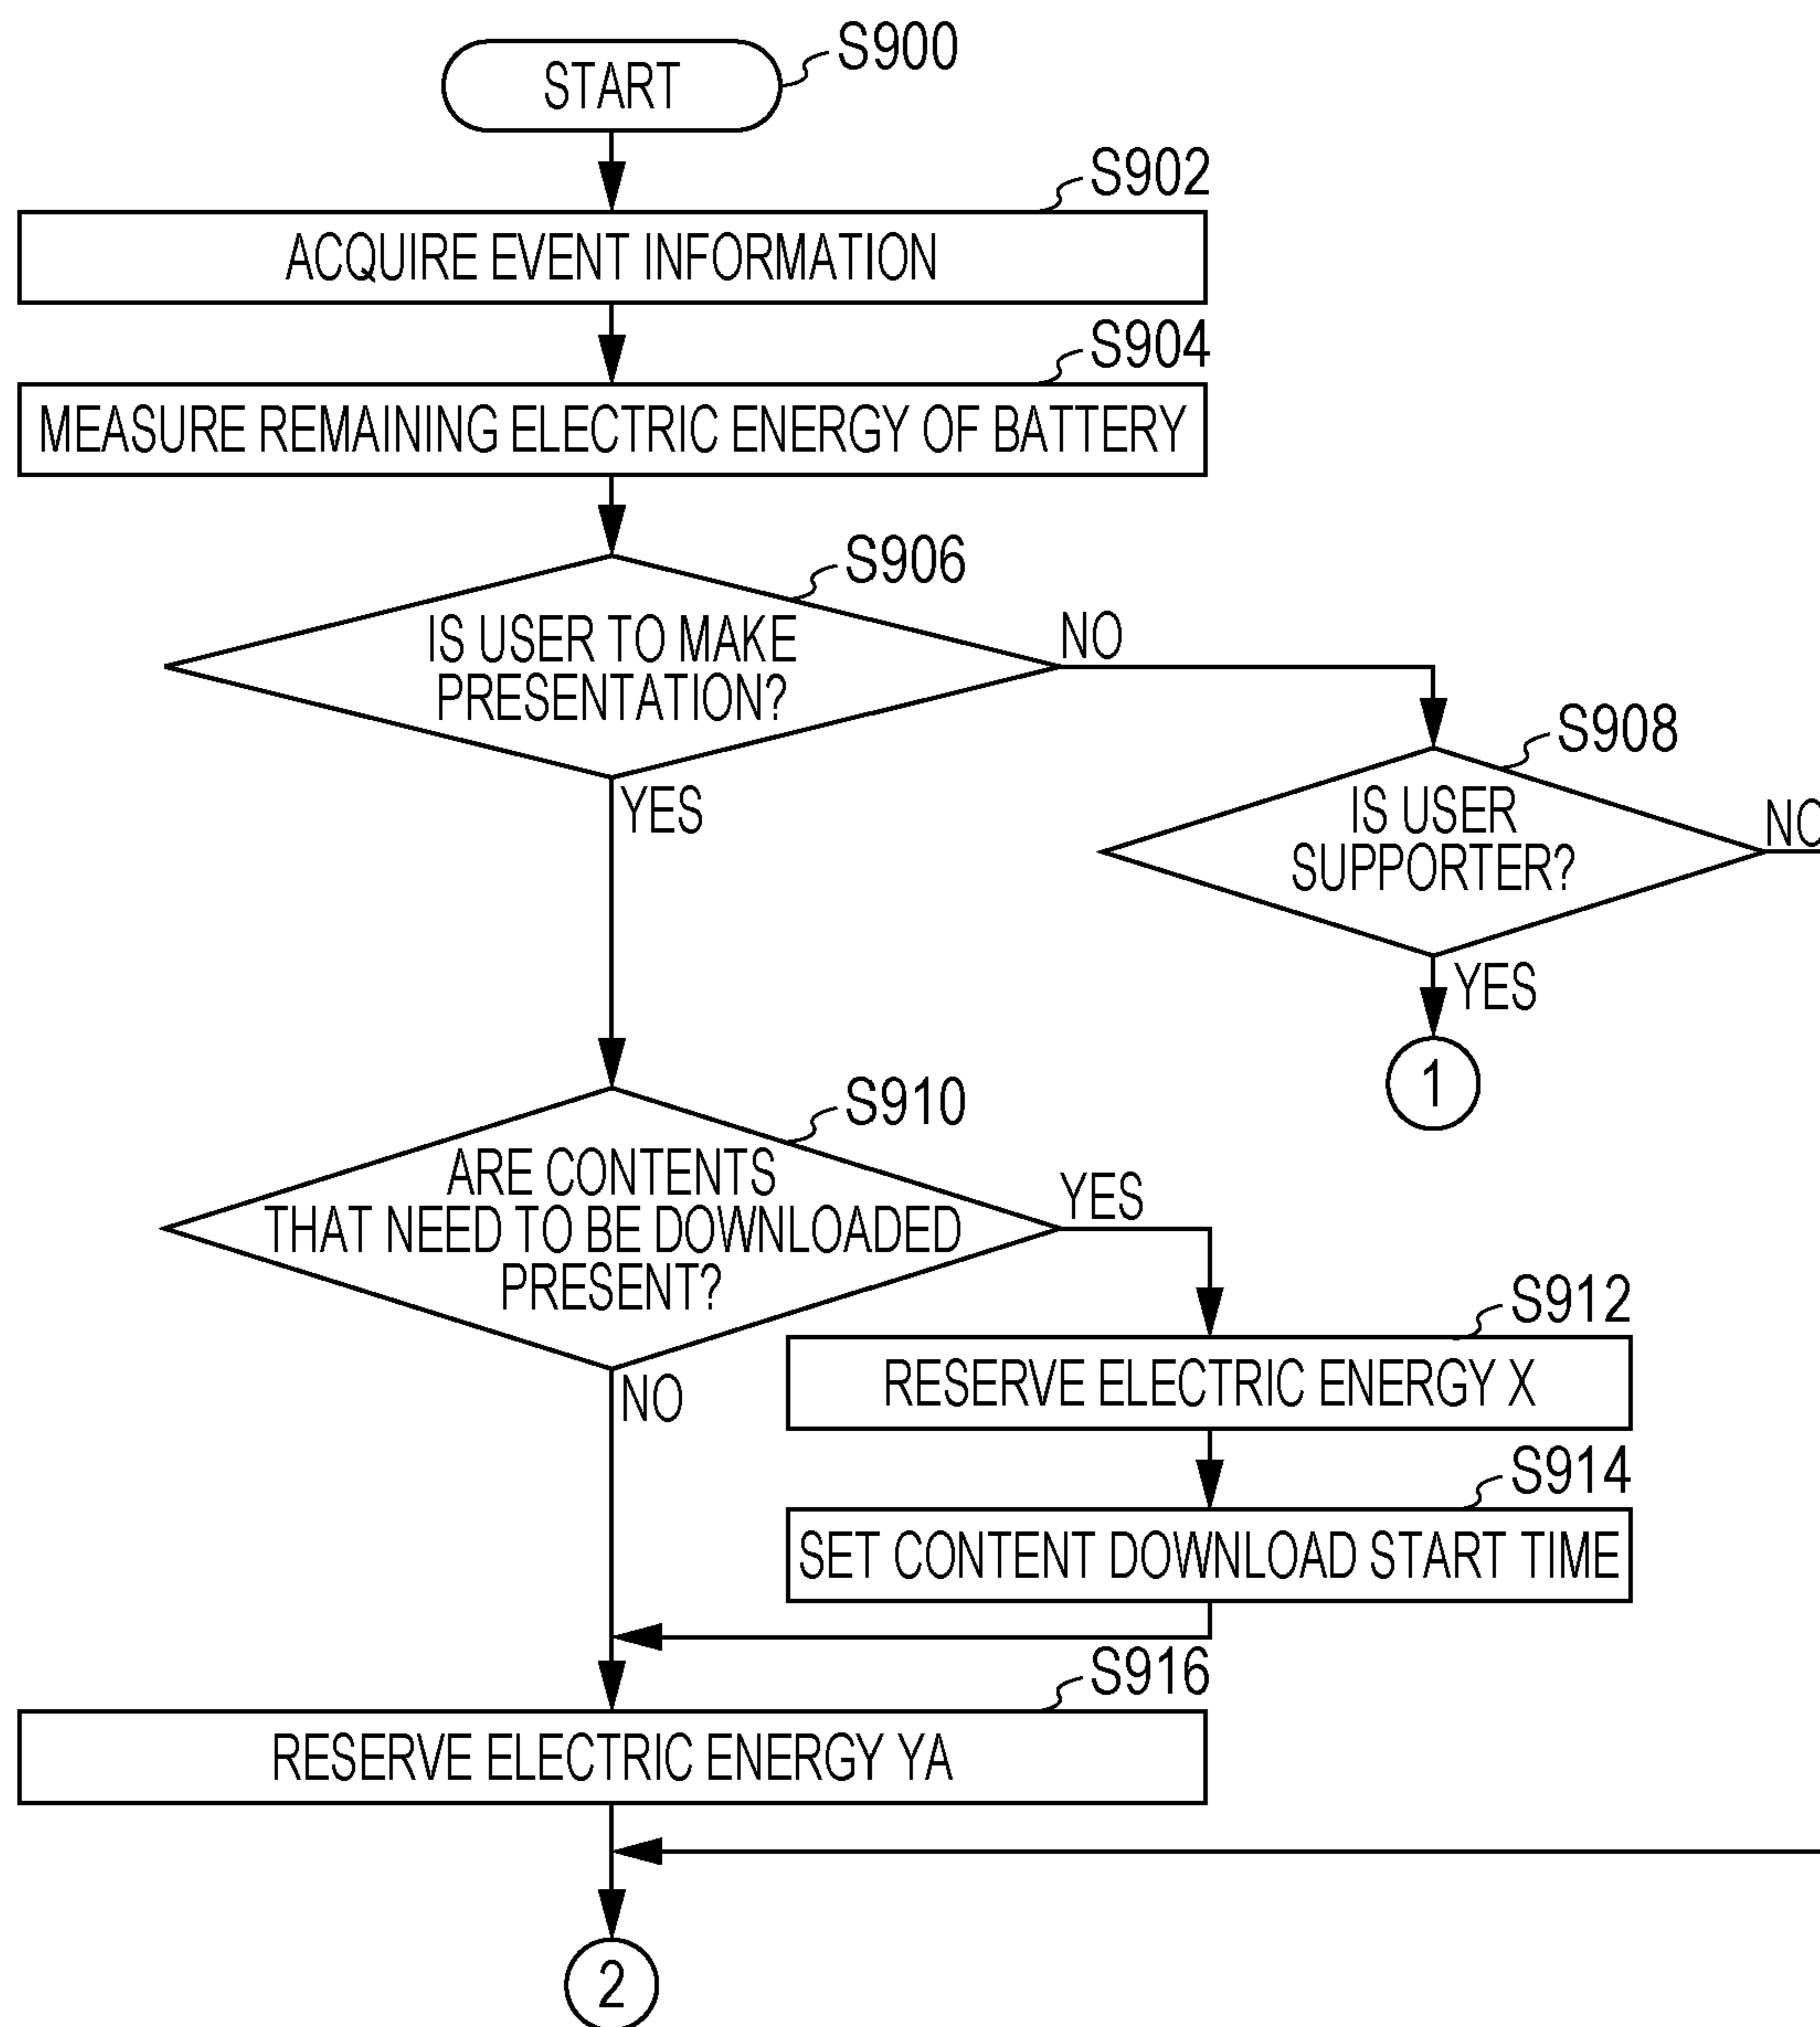 START
S900
S902
ACQUIRE EVENT INFORMATION
S904
MEASURE REMAINING ELECTRIC ENERGY OF BATTERY
S906
IS USER TO MAKE
PRESENTATION?
NO
YES
S908
IS USER
SUPPORTER?
NO
YES
1
S910
ARE CONTENTS
THAT NEED TO BE DOWNLOADED
PRESENT?
YES
NO
S912
RESERVE ELECTRIC ENERGY X
S914
SET CONTENT DOWNLOAD START TIME
S916
RESERVE ELECTRIC ENERGY YA
2